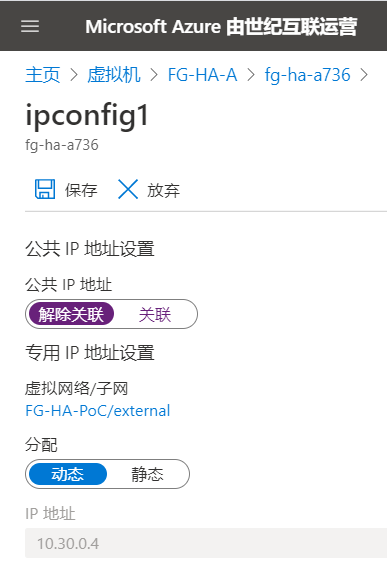 Microsoft Azure 由世纪互联运营
主页 > 虚拟机 > FG-HA-A > fg-ha-a736 >
ipconfig1
fg-ha-a736
保存 放弃
公共 IP 地址设置
公共 IP 地址
解除关联 关联
专用 IP 地址设置
虚拟网络/子网
FG-HA-PoC/external
分配
动态 静态
IP 地址
10.30.0.4